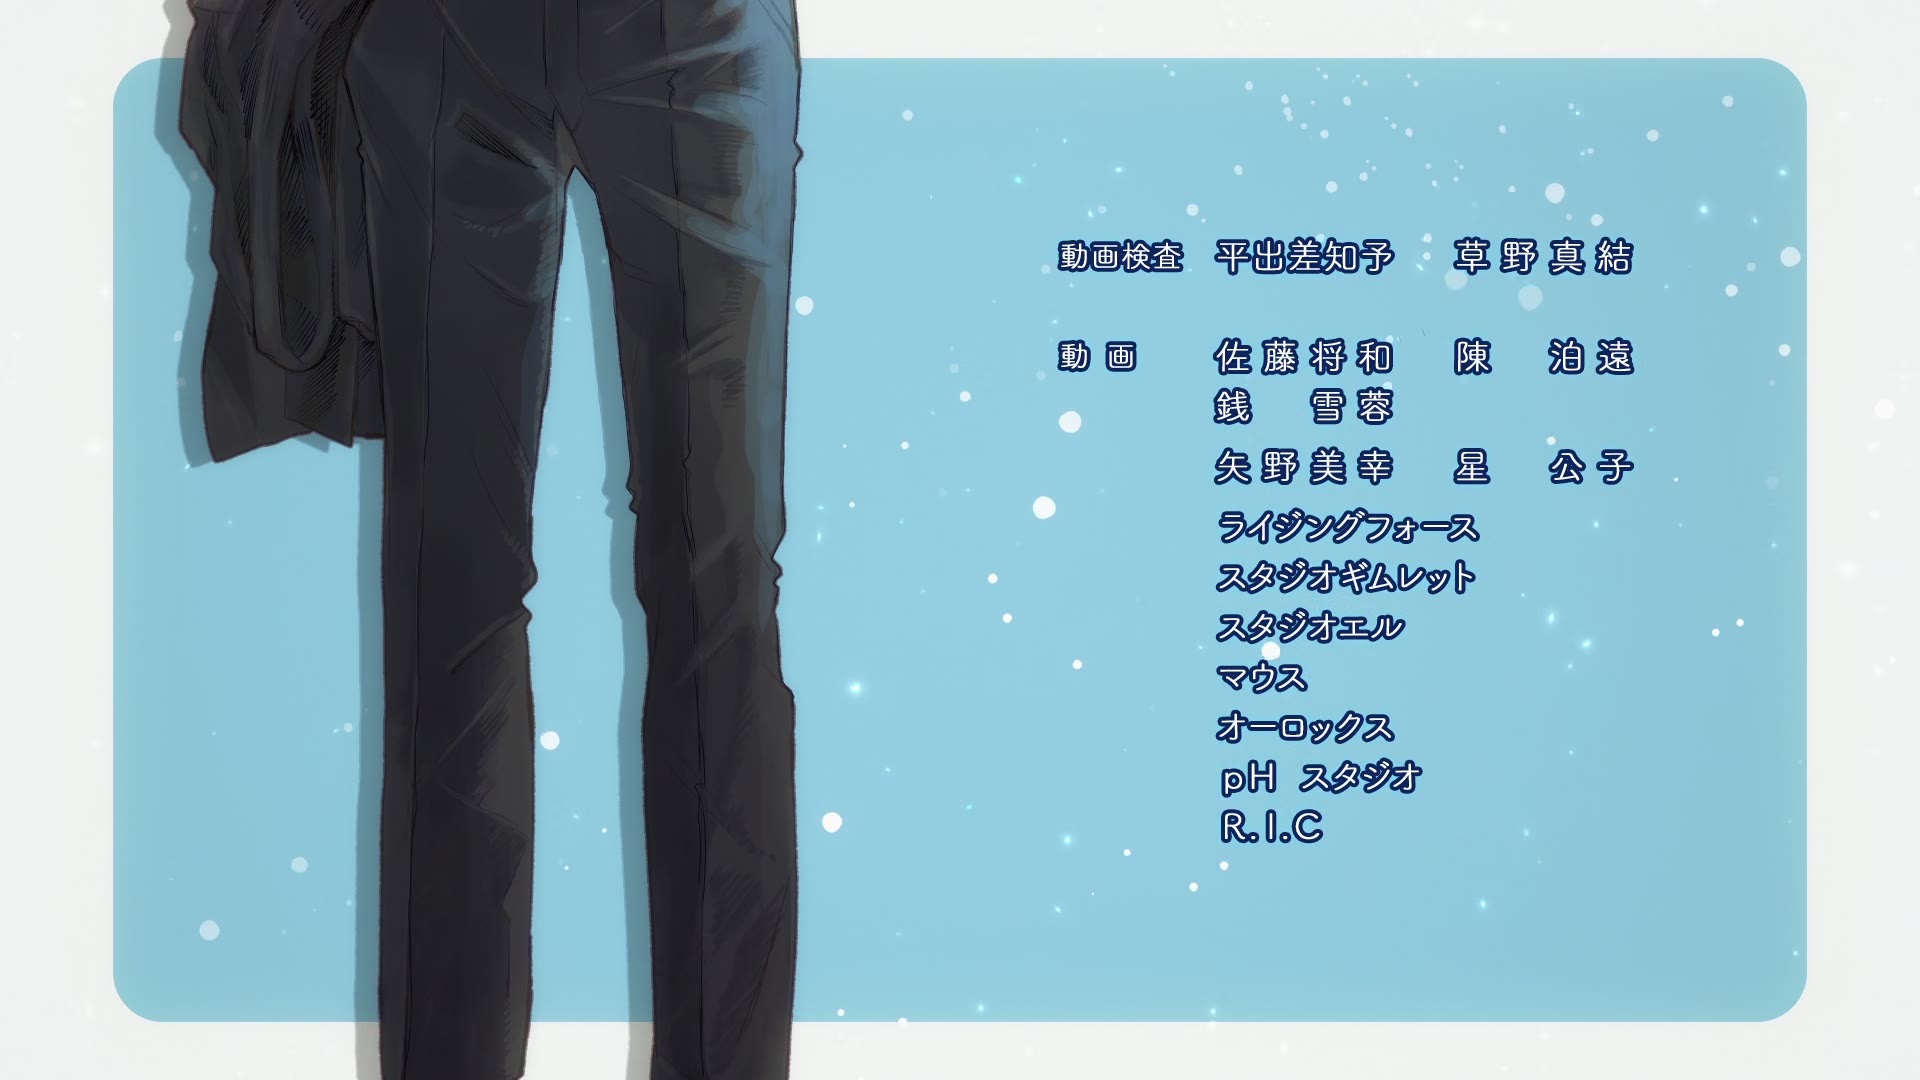 動画検査 平出差知予 草野真結
動画 佐藤将和 陳 泊遠
銭 雪蓉
矢野美幸 星 公子
ライジングフォース
スタジオギムレット
スタジオエル
マウス
オーロックス
pH スタジオ
R.I.C